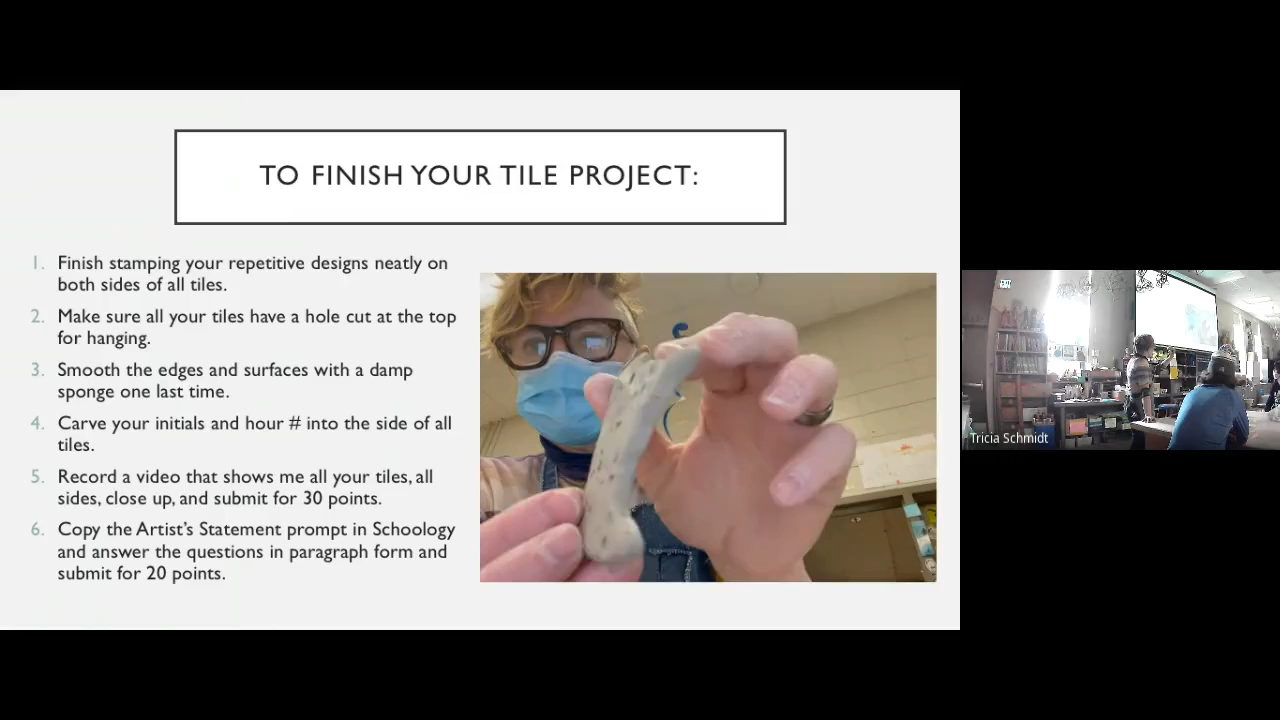 TO FINISH YOUR TILE PROJECT:
1. Finish stamping your repetitive designs neatly on
both sides of all tiles.
2. Make sure all your tiles have a hole cut at the top
for hanging.
3. Smooth the edges and surfaces with a damp
sponge one last time.
4. Carve your initials and hour # into the side of all
tiles.
5. Record a video that shows me all your tiles, all
sides, close up, and submit for 30 points.
6. Copy the Artist's Statement prompt in Schoology
and answer the questions in paragraph form and
submit for 20 points.
Tricia Schmidt